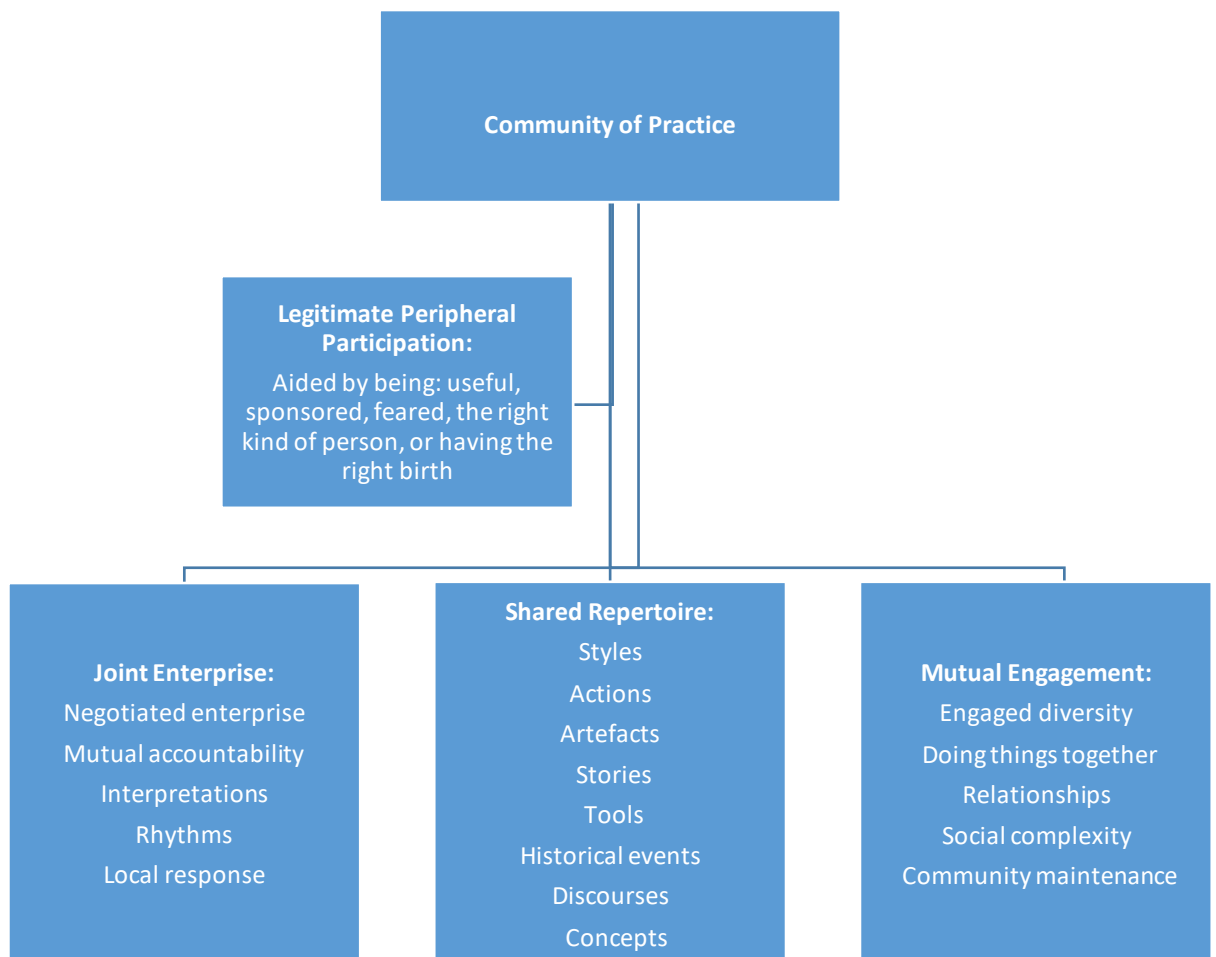 Community of Practice
Legitimate Peripheral
Participation:
Aided by being: useful,
sponsored, feared, the right
kind of person, or having the
right birth
Joint Enterprise:
Negotiated enterprise
Mutual accountability
Interpretations
Rhythms
Local response
Shared Repertoire:
Styles
Actions
Artefacts
Stories
Tools
Historical events
Discourses
Concepts
Mutual Engagement:
Engaged diversity
Doing things together
Relationships
Social complexity
Community maintenance